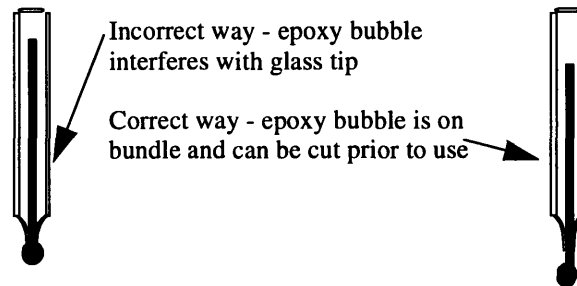 Incorrect way - epoxy bubble
interferes with glass tip
Correct way - epoxy bubble is on
bundle and can be cut prior to use